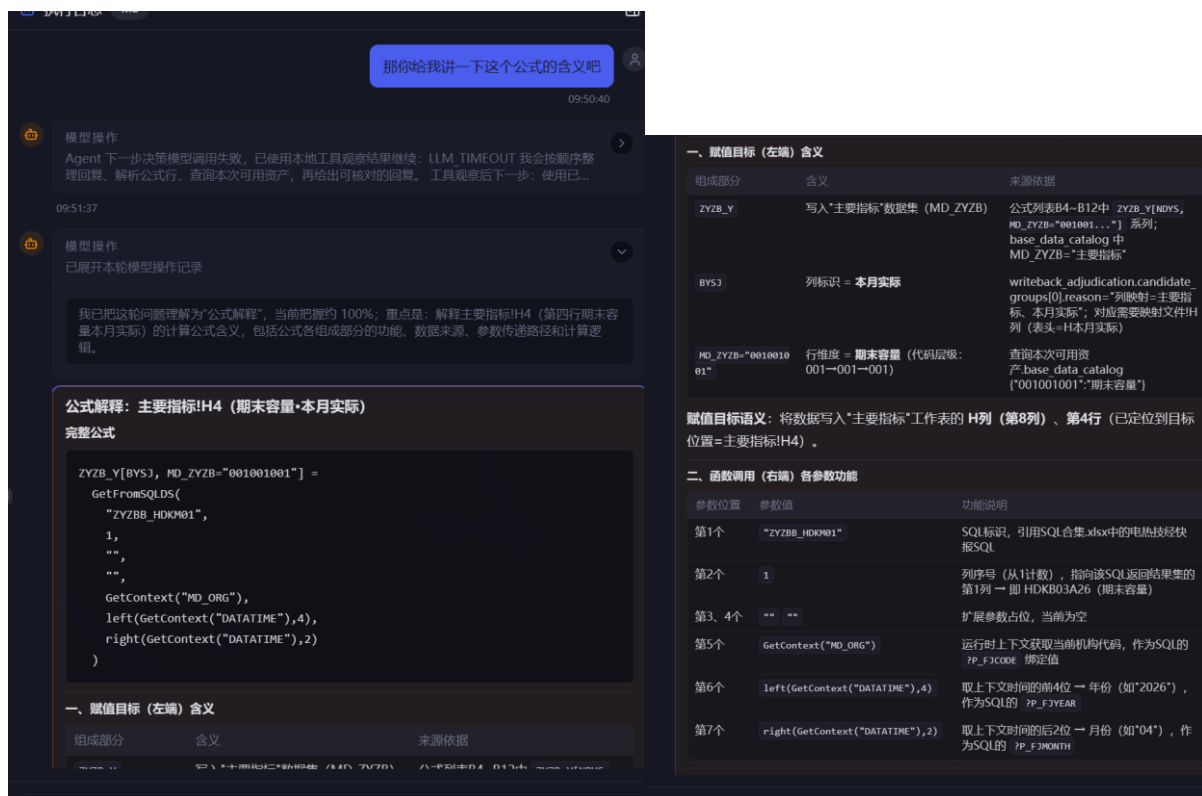 那你给我讲一下这个公式的含义吧
09:50:40
模型操作
Agent 下一步决策模型调用失败，已使用本地工具观察结果继续：LLM_TIMEOUT 我会按顺序整
理回复、解析公式行、查询本次可用资产，再给出可核对的回复。 工具观察后下一步：使用已...
09:51:37
模型操作
已展开本轮模型操作记录
我已把这轮问题理解为“公式解释”，当前把握约 100%；重点是：解释主要指标!H4（第四行期末容
量本月实际）的计算公式含义，包括公式各组成部分的功能、数据来源、参数传递路径和计算逻
辑。
公式解释：主要指标!H4（期末容量·本月实际）
完整公式
ZYZB_Y[BYSJ, MD_ZYZB="001001001"] =
GetFromSQLDS(
"ZYZBB_HDKM01",
1,
"",
"",
GetContext("MD_ORG"),
left(GetContext("DATATIME"),4),
right(GetContext("DATATIME"),2)
)
一、赋值目标（左端）含义
组成部分 含义 来源依据
一、赋值目标（左端）含义
组成部分 含义 来源依据
ZYZB_Y 写入"主要指标"数据集（MD_ZYZB） 公式列表B4~B12中 ZYZB_Y[NDYS,
MD_ZYZB="001001..."] 系列；
base_data_catalog 中
MD_ZYZB="主要指标"
BYSJ 列标识 = 本月实际 writeback_adjudication.candidate_
groups[0].reason="列映射=主要指
标、本月实际"；对应需要映射文件!H
列（表头=H本月实际）
MD_ZYZB="0010010 行维度 = 期末容量（代码层级： 查询本次可用资
01" 001→001→001） 产.base_data_catalog
{"001001001":"期末容量"}
赋值目标语义：将数据写入"主要指标"工作表的 H列（第8列）、第4行（已定位到目标
位置=主要指标!H4）。
二、函数调用（右端）各参数功能
参数位置 参数值 功能说明
第1个 "ZYZBB_HDKM01" SQL标识，引用SQL合集.xlsx中的电热技经快
报SQL
第2个 1 列序号（从1计数），指向该SQL返回结果集的
第1列 → 即 HDKB03A26（期末容量）
第3、4个 "" "" 扩展参数占位，当前为空
第5个 GetContext("MD_ORG") 运行时上下文获取当前机构代码，作为SQL的
?P_FJCODE 绑定值
第6个 left(GetContext("DATATIME"),4) 取上下文时间的前4位 → 年份（如"2026"），
作为SQL的 ?P_FJYEAR
第7个 right(GetContext("DATATIME"),2) 取上下文时间的后2位 → 月份（如"04"），作
为SQL的 ?P_FJMONTH